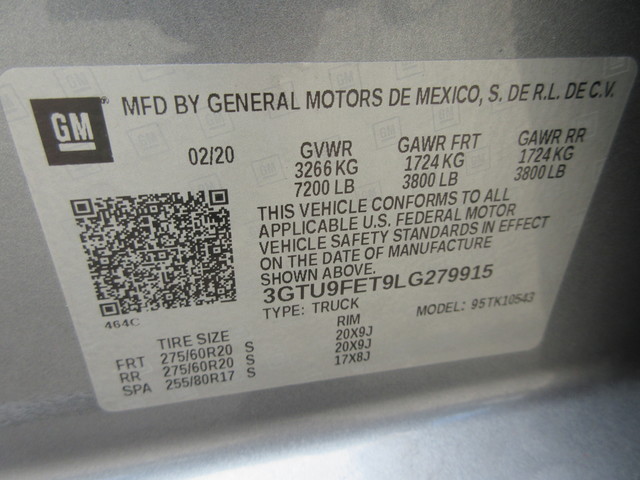 GM
MFD BY GENERAL MOTORS DE MEXICO, S. DE R.L. DE C.V.
02/20 GVWR GAWR FRT GAWR RR
3266 KG 1724 KG 1724 KG
7200 LB 3800 LB 3800 LB
THIS VEHICLE CONFORMS TO ALL
APPLICABLE U.S. FEDERAL MOTOR
VEHICLE SAFETY STANDARDS IN EFFECT
ON THE DATE OF MANUFACTURE
SHOWN ABOVE.
3GTU9FET9LG279915
TYPE: TRUCK MODEL: 95TK10543
464C
TIRE SIZE RIM
FRT 275/60R20 S 20X9J
RR 275/60R20 S 20X9J
SPA 255/80R17 S 17X8J